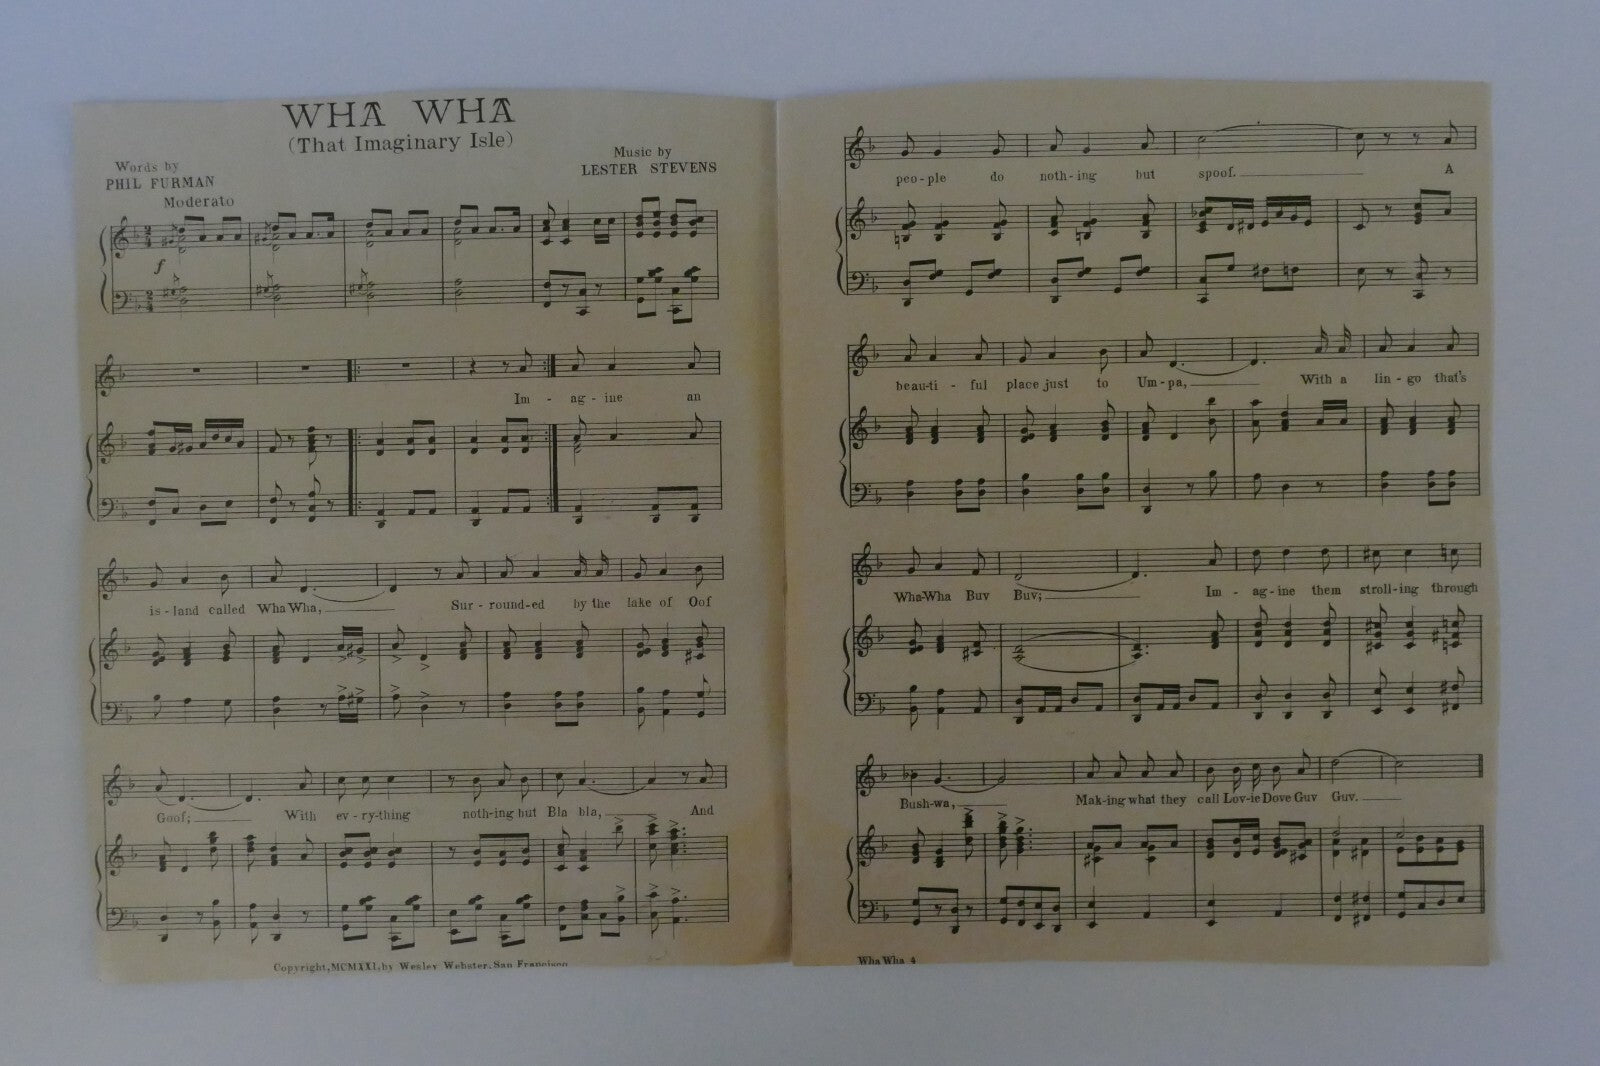 WHA WHA
(That Imaginary Isle)
Words by
PHIL FURMAN
Music by
LESTER STEVENS
Moderato
f
Im - ag - ine an
is - land called Wha Wha, Sur - round - ed by the lake of Oof
Goof; With ev - ry - thing noth - ing but Bla bla, And
Copyright, MCMXXI, by Wesley Webster, San Francisco
peo - ple do noth - ing but spoof. A
beau - ti - ful place just to Um - pa, With a lin - go that's
Wha - Wha Buv Buv; Im - ag - ine them stroll - ing through
Bush - wa, Mak - ing what they call Lov - ie Dove Guv Guv.
Wha Wha 4